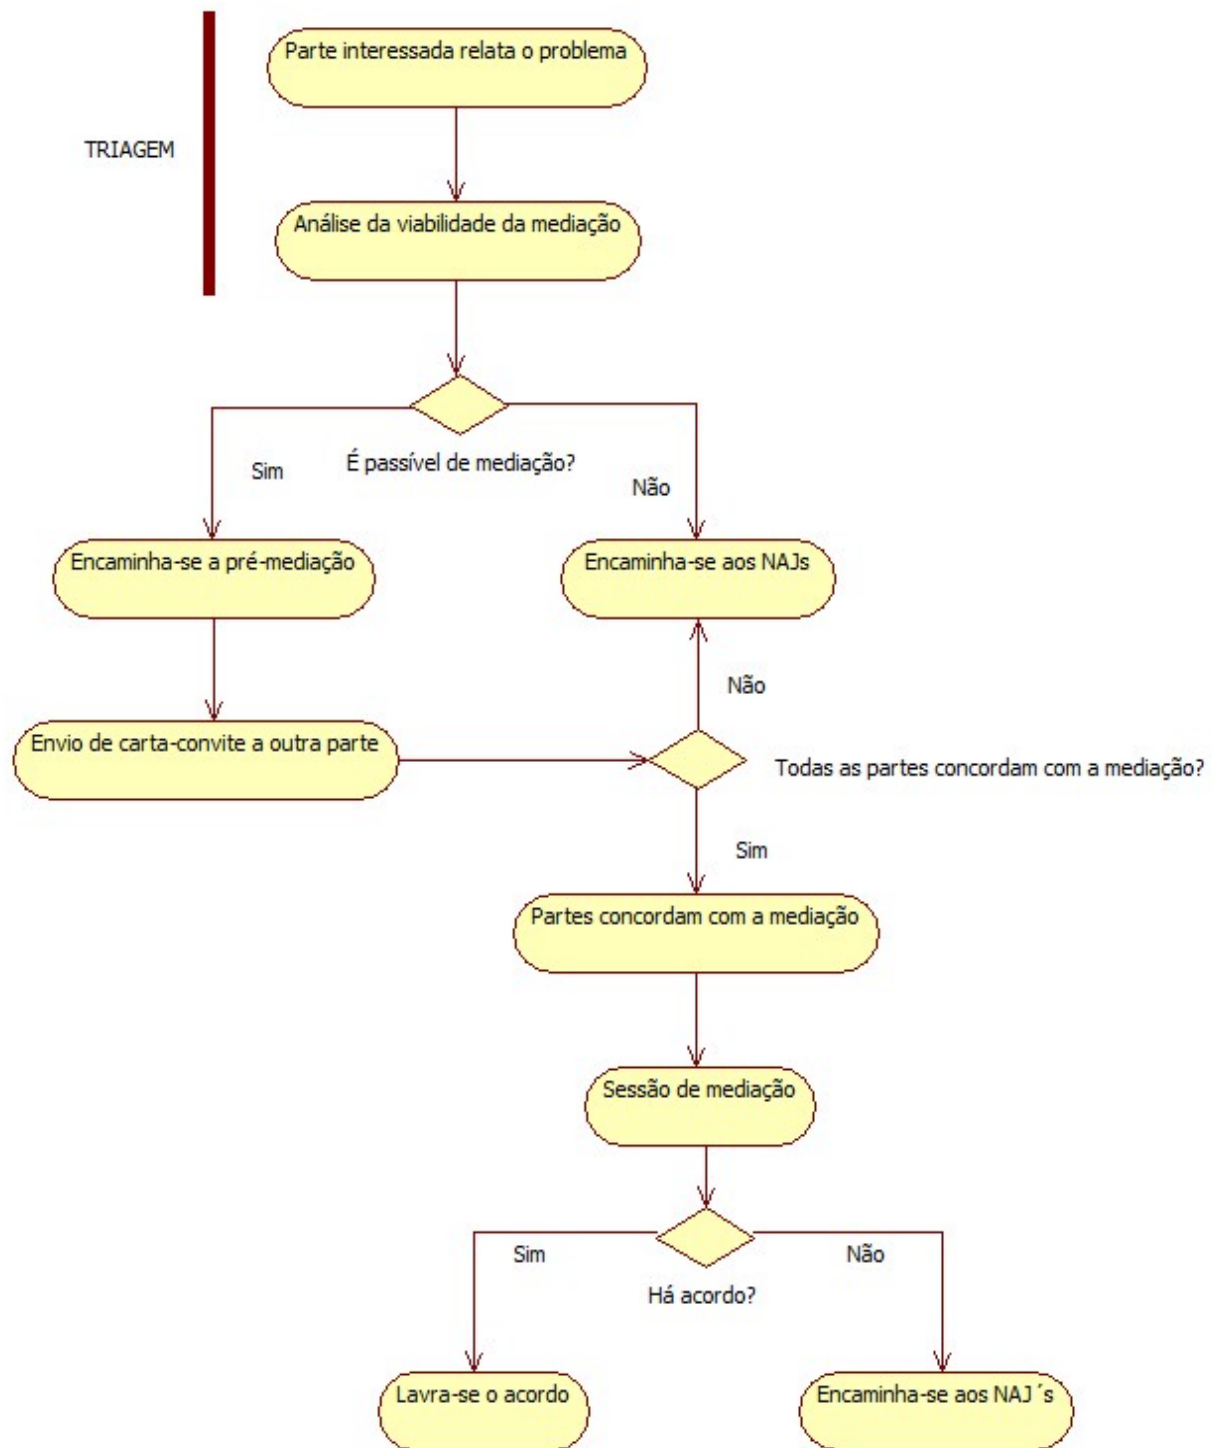 Parte interessada relata o problema
TRIAGEM
Análise da viabilidade da mediação
É passível de mediação?
Sim
Não
Encaminha-se a pré-mediação
Encaminha-se aos NAJs
Não
Envio de carta-convite a outra parte
Todas as partes concordam com a mediação?
Sim
Partes concordam com a mediação
Sessão de mediação
Sim
Não
Há acordo?
Lavra-se o acordo
Encaminha-se aos NAJ´s